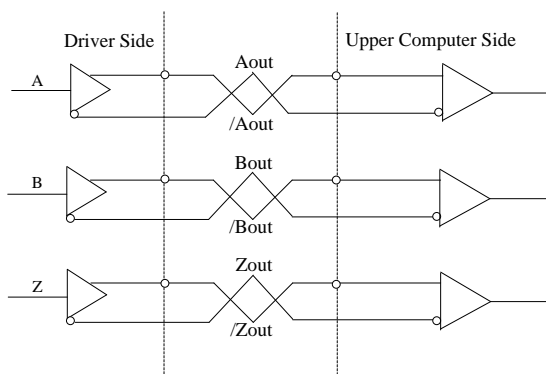 Driver Side
Upper Computer Side
A
Aout
/Aout
B
Bout
/Bout
Z
Zout
/Zout